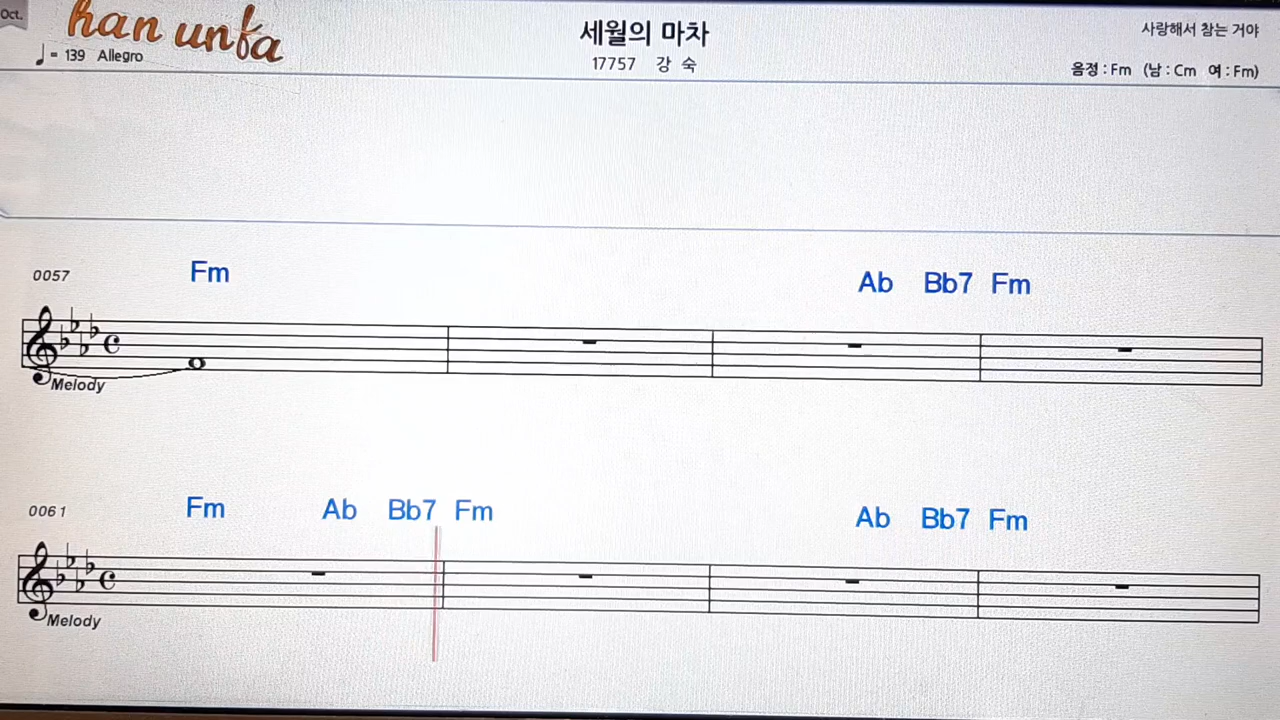 Oct.
han unfa
♩= 139 Allegro
세월의 마차
17757 강 숙
사랑해서 참는 거야
음정 : Fm (남 : Cm 여 : Fm)
0057
Fm Ab Bb7 Fm
Melody
0061
Fm Ab Bb7 Fm Ab Bb7 Fm
Melody